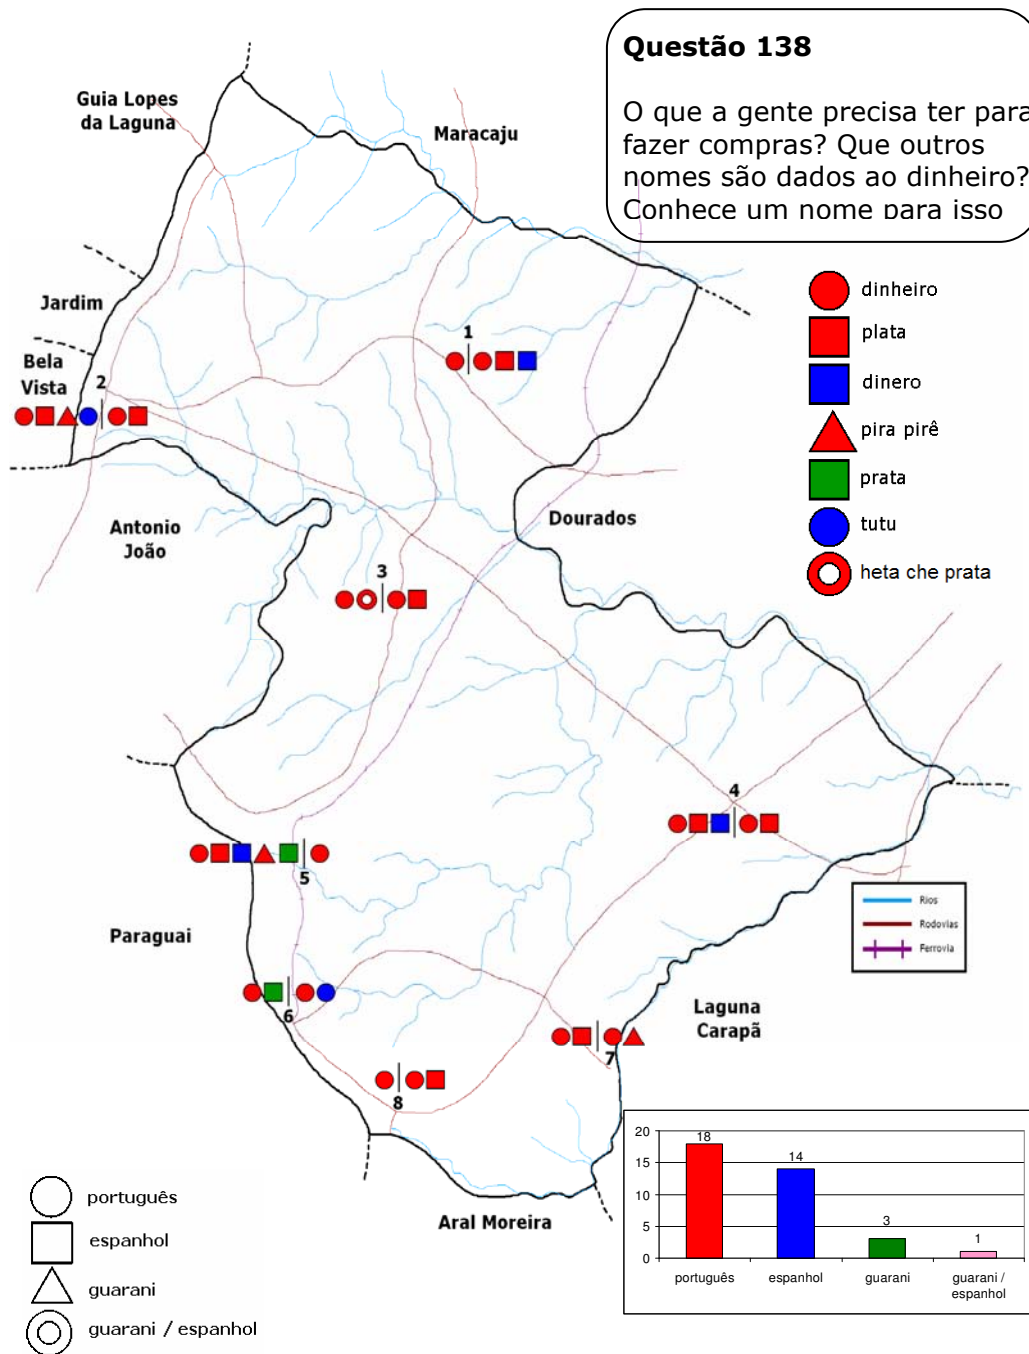 Questão 138
O que a gente precisa ter para
fazer compras? Que outros
nomes são dados ao dinheiro?
Conhece um nome para isso
Guia Lopes
da Laguna
Maracaju
Jardim
Bela
Vista
Antonio
João
Dourados
Paraguai
Laguna
Carapã
Aral Moreira
1
2
3
4
5
6
7
8
dinheiro
plata
dinero
pira pirê
prata
tutu
heta che prata
Rios
Rodovias
Ferrovia
português
espanhol
guarani
guarani / espanhol
20
15
10
5
0
18
14
3
1
português
espanhol
guarani
guarani /
espanhol